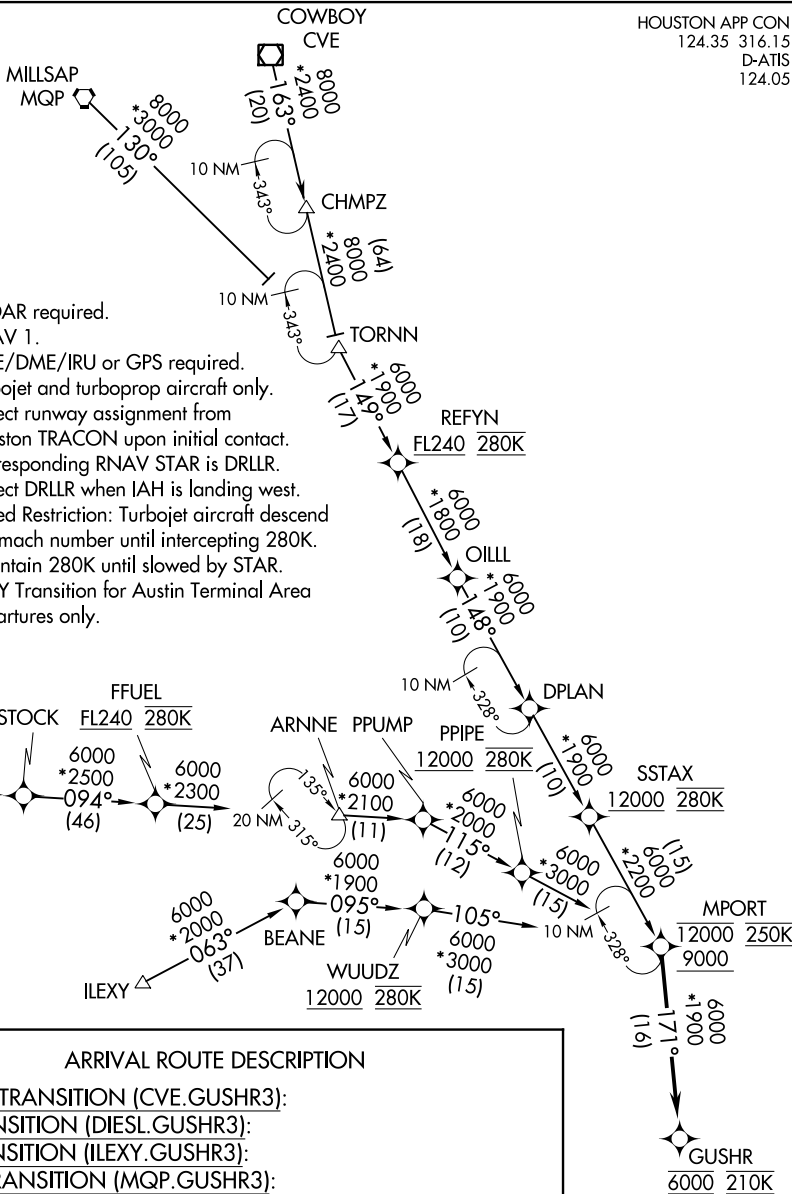 COWBOY
CVE
HOUSTON APP CON
124.35 316.15
D-ATIS
124.05
MILLSAP
MQP
8000
*2400
163°
(20)
8000
*3000
130°
(105)
10 NM
343°
CHMPZ
(64)
8000
*2400
10 NM
343°
TORNN
DAR required.
AV 1.
E/DME/IRU or GPS required.
bojet and turboprop aircraft only.
ect runway assignment from
ston TRACON upon initial contact.
responding RNAV STAR is DRLLR.
ect DRLLR when IAH is landing west.
ed Restriction: Turbojet aircraft descend
mach number until intercepting 280K.
ntain 280K until slowed by STAR.
Y Transition for Austin Terminal Area
artures only.
6000
*1900
149°
(17)
REFYN
FL240 280K
6000
*1800
(18)
OILLL
6000
*1900
148°
(10)
10 NM
328°
DPLAN
6000
*1900
(10)
SSTAX
12000 280K
STOCK
FFUEL
FL240 280K
6000
*2500
094°
(46)
6000
*2300
(25)
ARNNE
PPUMP
PPIPE
12000 280K
135°
315°
20 NM
6000
*2100
(11)
6000
*2000
115°
(12)
6000
*3000
(15)
(15)
6000
*2200
10 NM
328°
MPORT
12000 250K
9000
6000
*2000
063°
(37)
ILEXY
BEANE
6000
*1900
095°
(15)
WUUDZ
12000 280K
105°
6000
*3000
(15)
6000
*1900
171°
(16)
GUSHR
6000 210K
ARRIVAL ROUTE DESCRIPTION
TRANSITION (CVE.GUSHR3):
NSITION (DIESL.GUSHR3):
NSITION (ILEXY.GUSHR3):
RANSITION (MQP.GUSHR3):